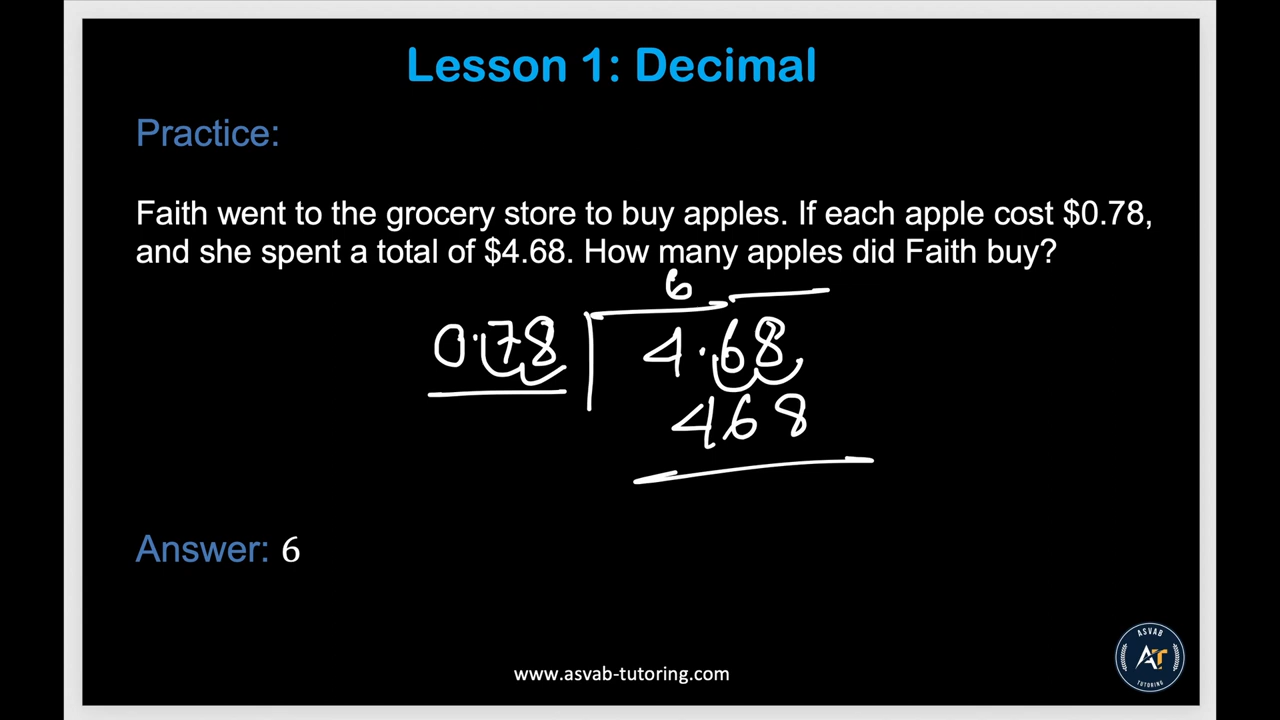 Lesson 1: Decimal
Practice:
Faith went to the grocery store to buy apples. If each apple cost $0.78,
and she spent a total of $4.68. How many apples did Faith buy?
6
0.78 4.68
468
Answer: 6
ASVAB
AT
TUTORING
www.asvab-tutoring.com